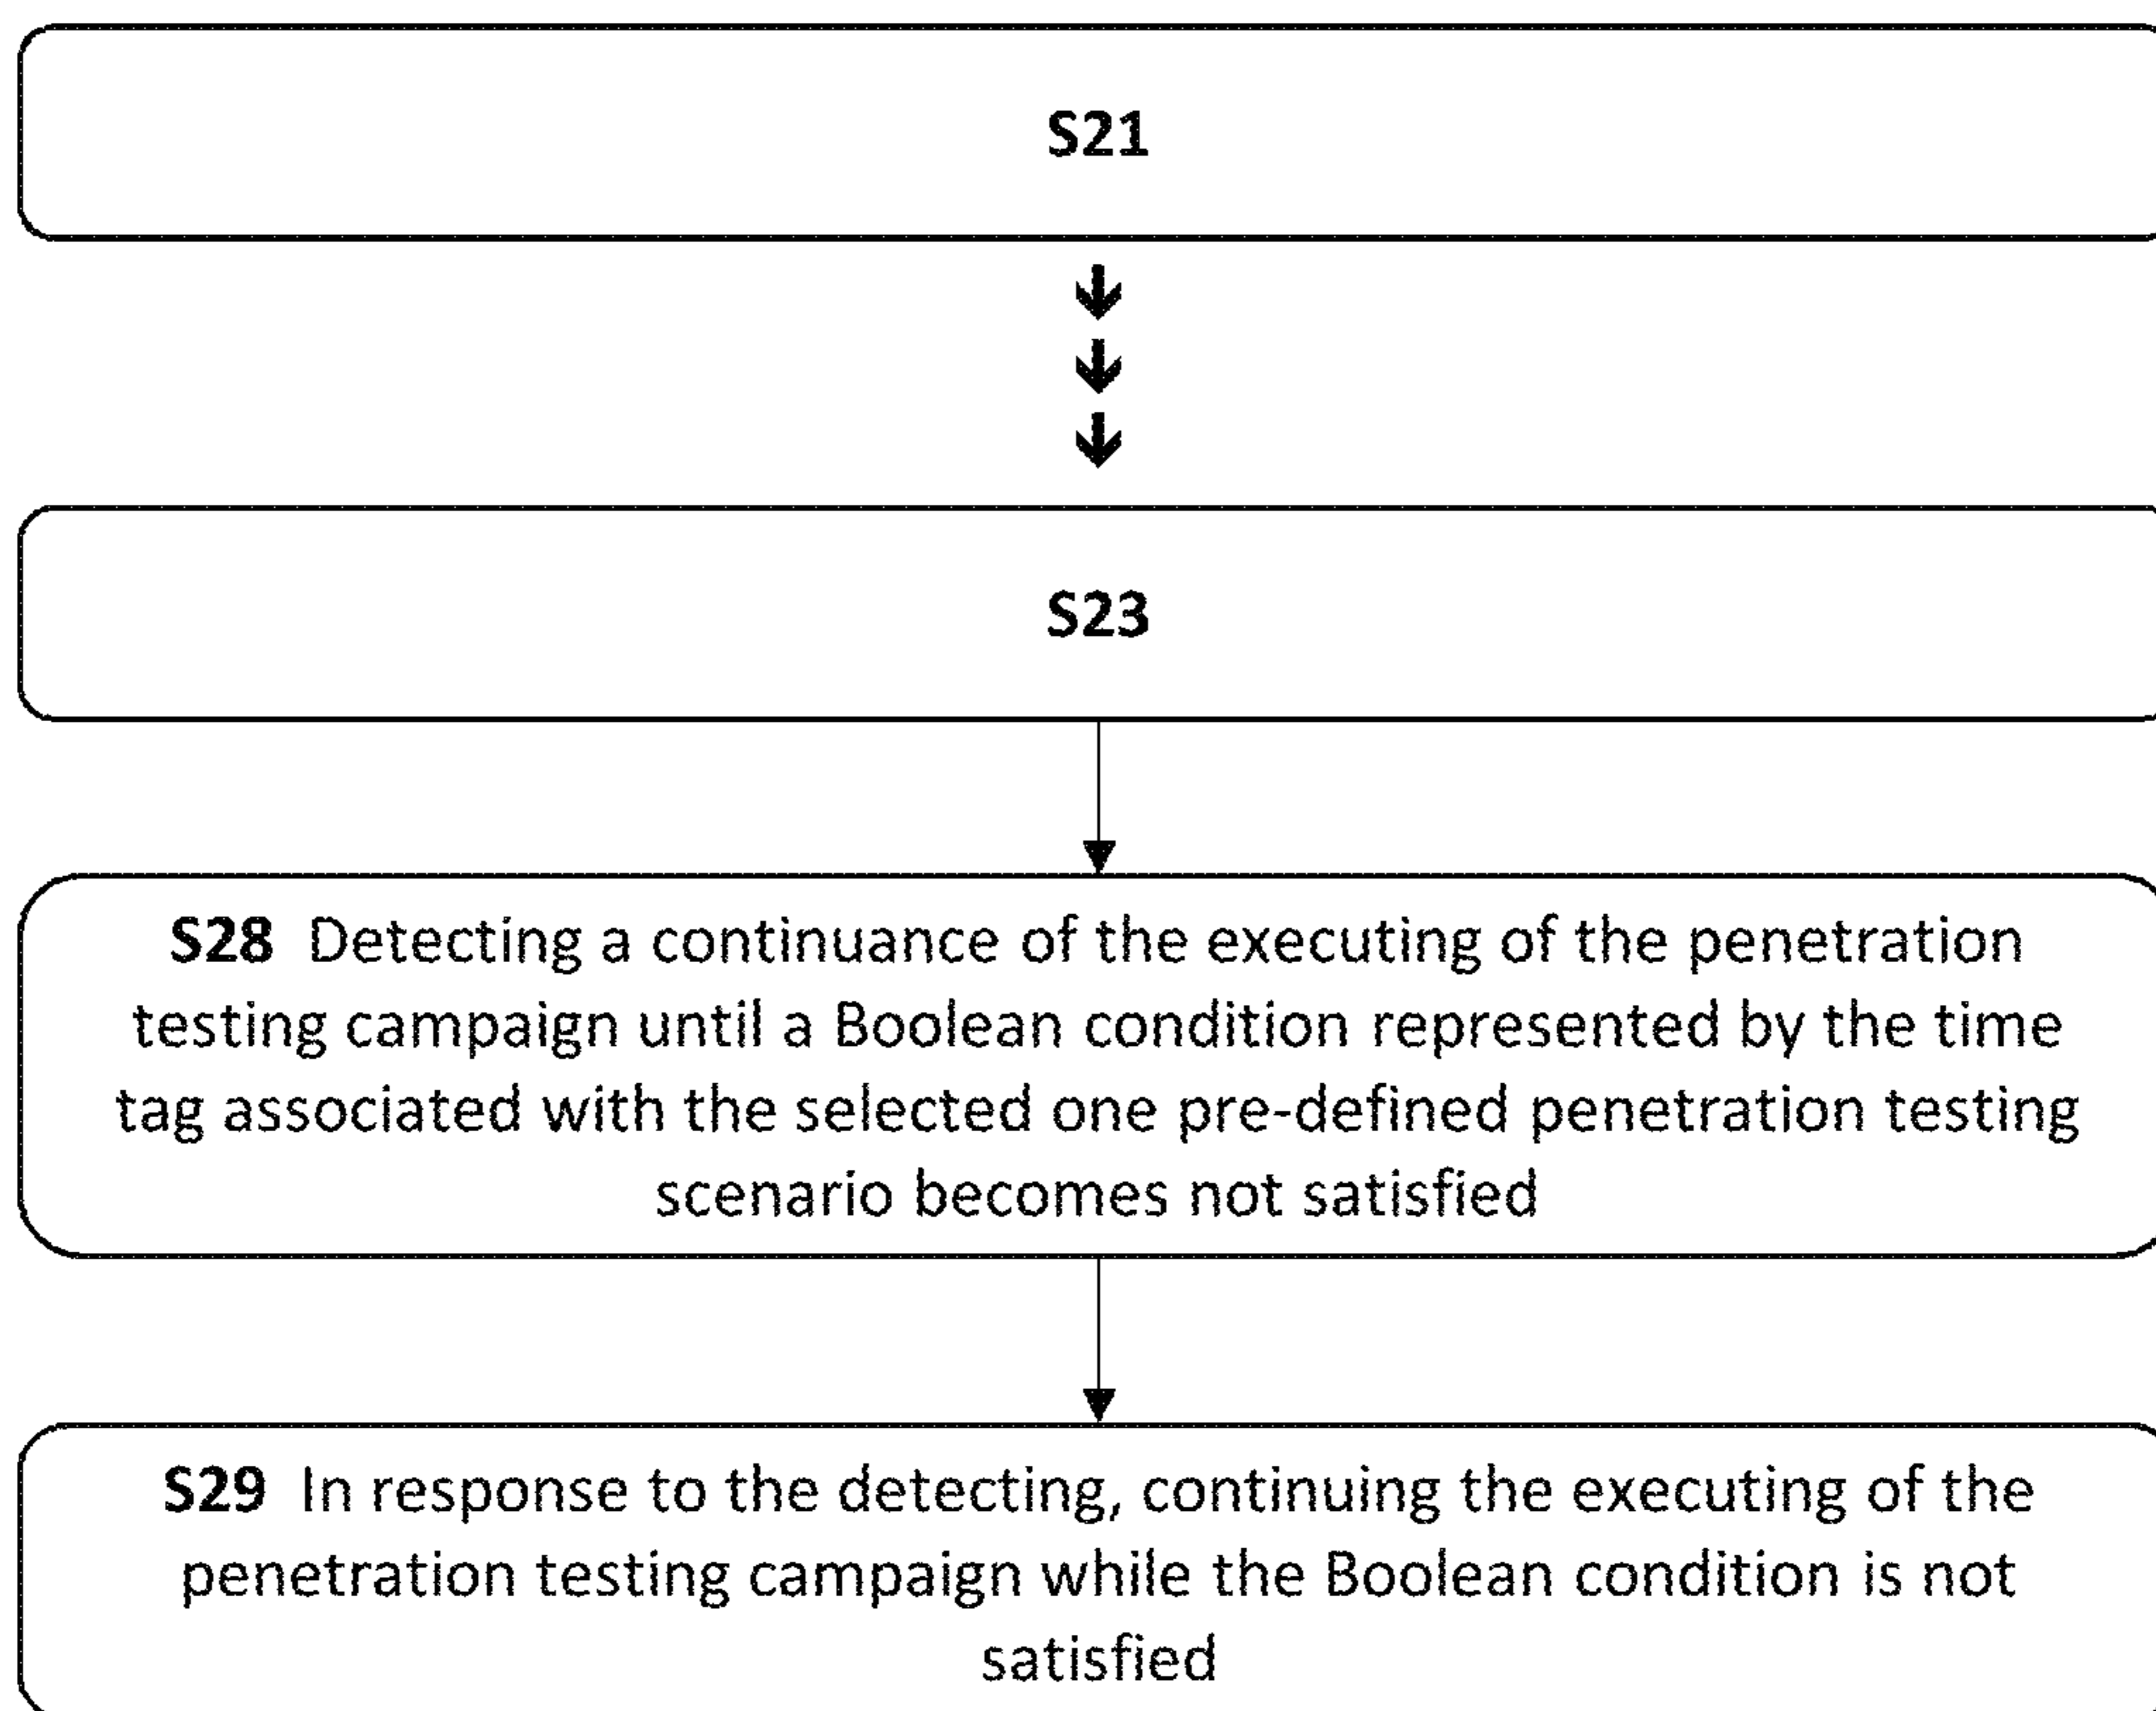 S21
S23
S28 Detecting a continuance of the executing of the penetration
testing campaign until a Boolean condition represented by the time
tag associated with the selected one pre-defined penetration testing
scenario becomes not satisfied
S29 In response to the detecting, continuing the executing of the
penetration testing campaign while the Boolean condition is not
satisfied